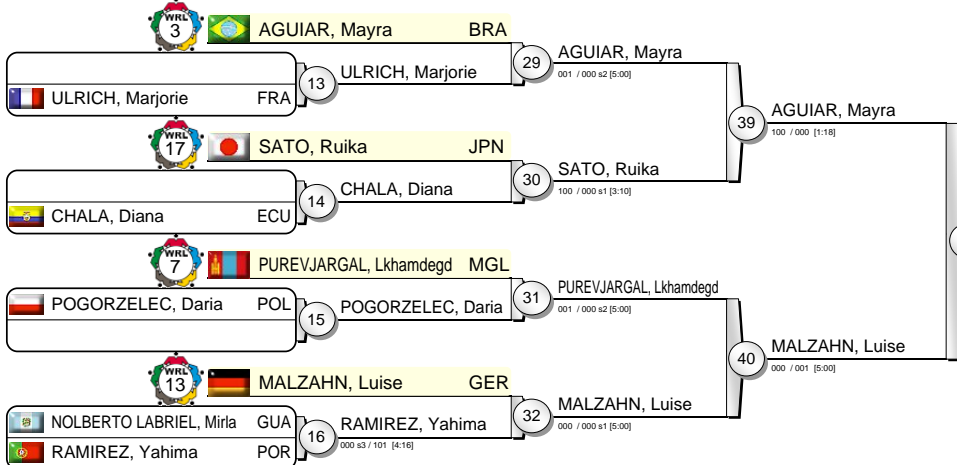 WRL
3
AGUIAR, Mayra BRA
ULRICH, Marjorie FRA
13
ULRICH, Marjorie
29
AGUIAR, Mayra
001 / 000 s2 [5:00]
WRL
17
SATO, Ruika JPN
CHALA, Diana ECU
14
CHALA, Diana
30
SATO, Ruika
100 / 000 s1 [3:10]
39
AGUIAR, Mayra
100 / 000 [1:18]
WRL
7
PUREVJARGAL, Lkhamdegd MGL
POGORZELEC, Daria POL
15
POGORZELEC, Daria
31
PUREVJARGAL, Lkhamdegd
001 / 000 s2 [5:00]
WRL
13
MALZAHN, Luise GER
NOLBERTO LABRIEL, Mirla GUA
RAMIREZ, Yahima POR
16
RAMIREZ, Yahima
000 s3 / 101 [4:16]
32
MALZAHN, Luise
000 / 000 s1 [5:00]
40
MALZAHN, Luise
000 / 001 [5:00]